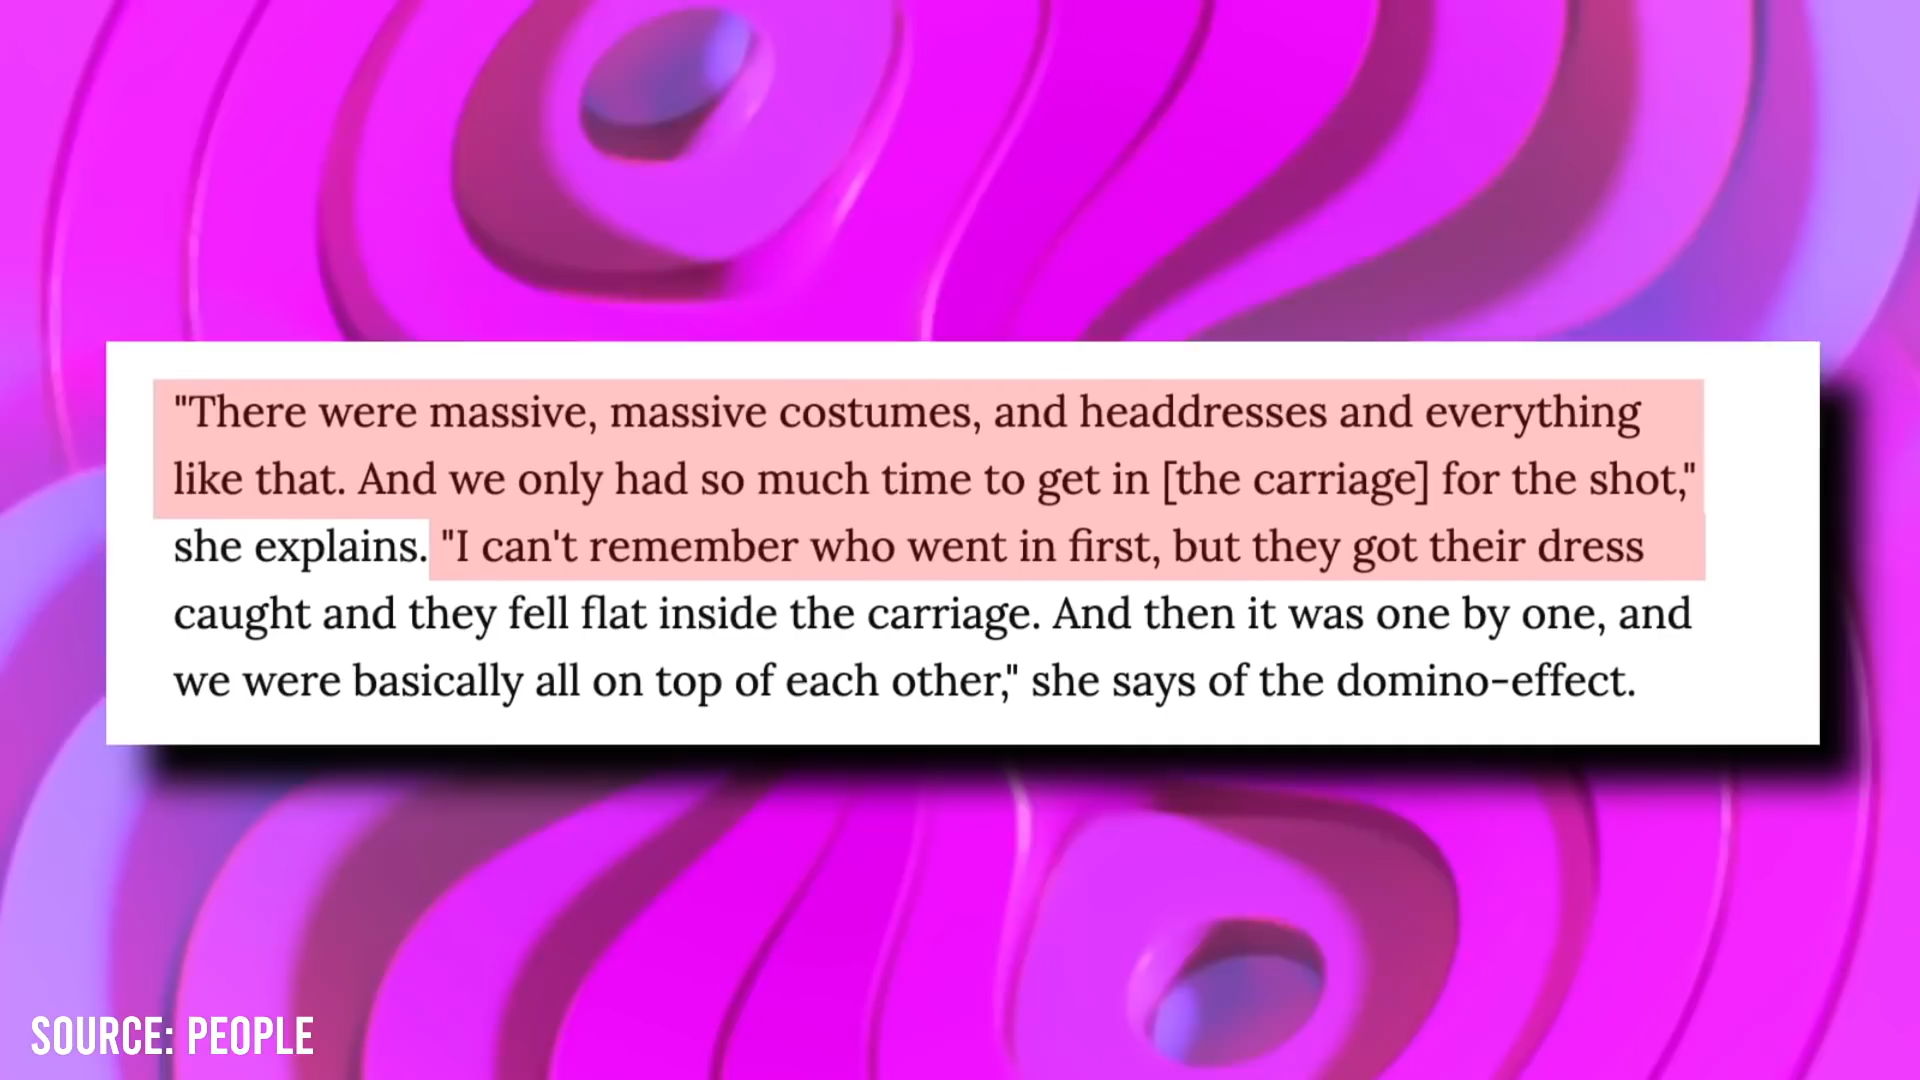 "There were massive, massive costumes, and headdresses and everything
like that. And we only had so much time to get in [the carriage] for the shot,"
she explains. "I can't remember who went in first, but they got their dress
caught and they fell flat inside the carriage. And then it was one by one, and
we were basically all on top of each other," she says of the domino-effect.
SOURCE: PEOPLE